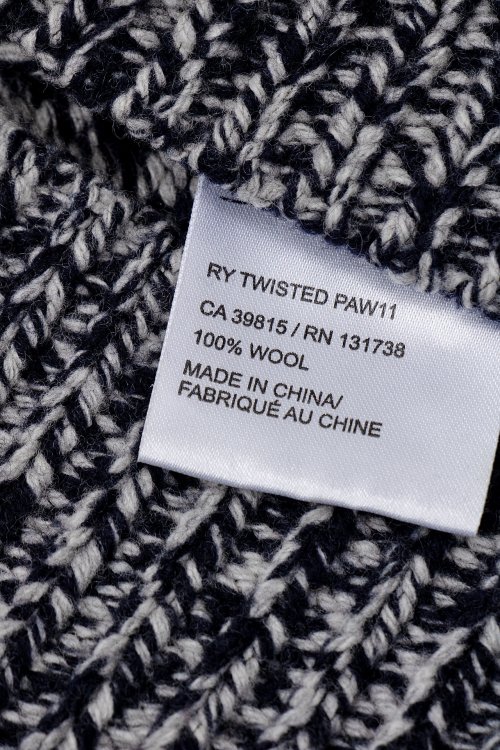 RY TWISTED PAW11
CA 39815 / RN 131738
100% WOOL
MADE IN CHINA/
FABRIQUÉ AU CHINE